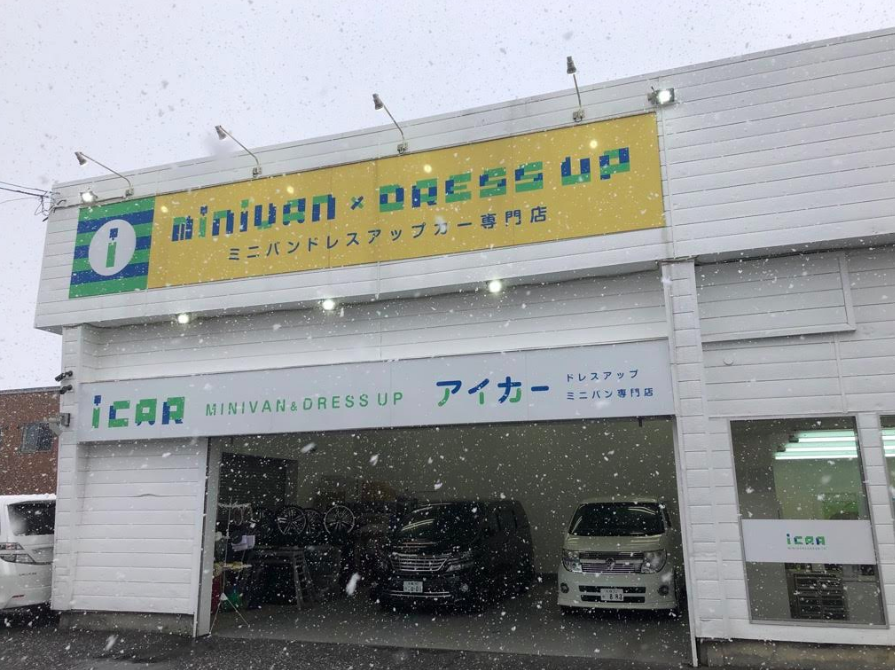 i
MINIVAN × DRESS UP
ミニバンドレスアップカー専門店
iCAR MINIVAN & DRESS UP アイカー
ドレスアップ
ミニバン専門店
iCAR